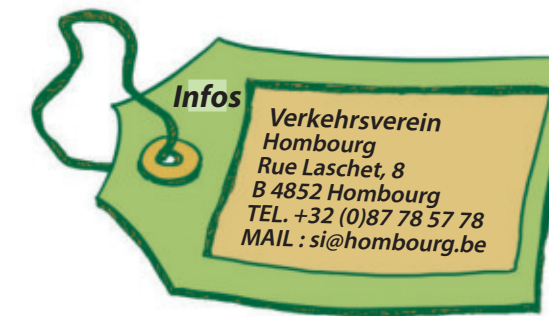 Infos
Verkehrsverein
Hombourg
Rue Laschet, 8
B 4852 Hombourg
TEL. +32 (0)87 78 57 78
MAIL : si@hombourg.be